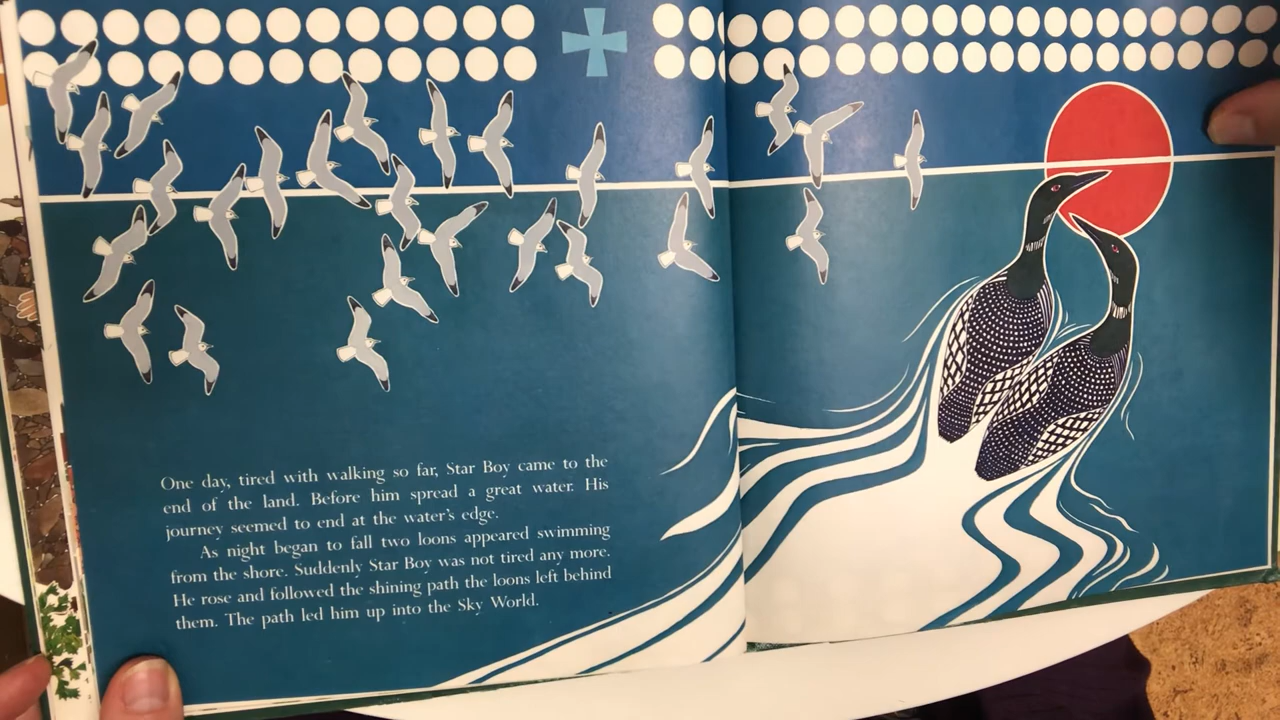 One day, tired with walking so far, Star Boy came to the
end of the land. Before him spread a great water. His
journey seemed to end at the water's edge.
As night began to fall two loons appeared swimming
from the shore. Suddenly Star Boy was not tired any more.
He rose and followed the shining path the loons left behind
them. The path led him up into the Sky World.